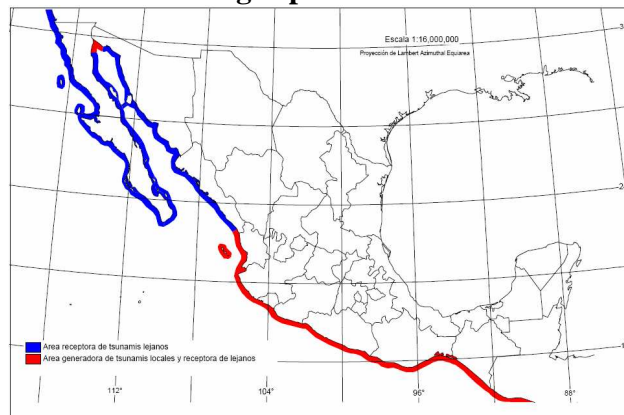 Escala 1:16,000,000
Proyección de Lambert Azimuthal Equiarea
Area receptora de tsunamis lejanos
Area generadora de tsunamis locales y receptora de lejanos
112°
104°
96°
88°